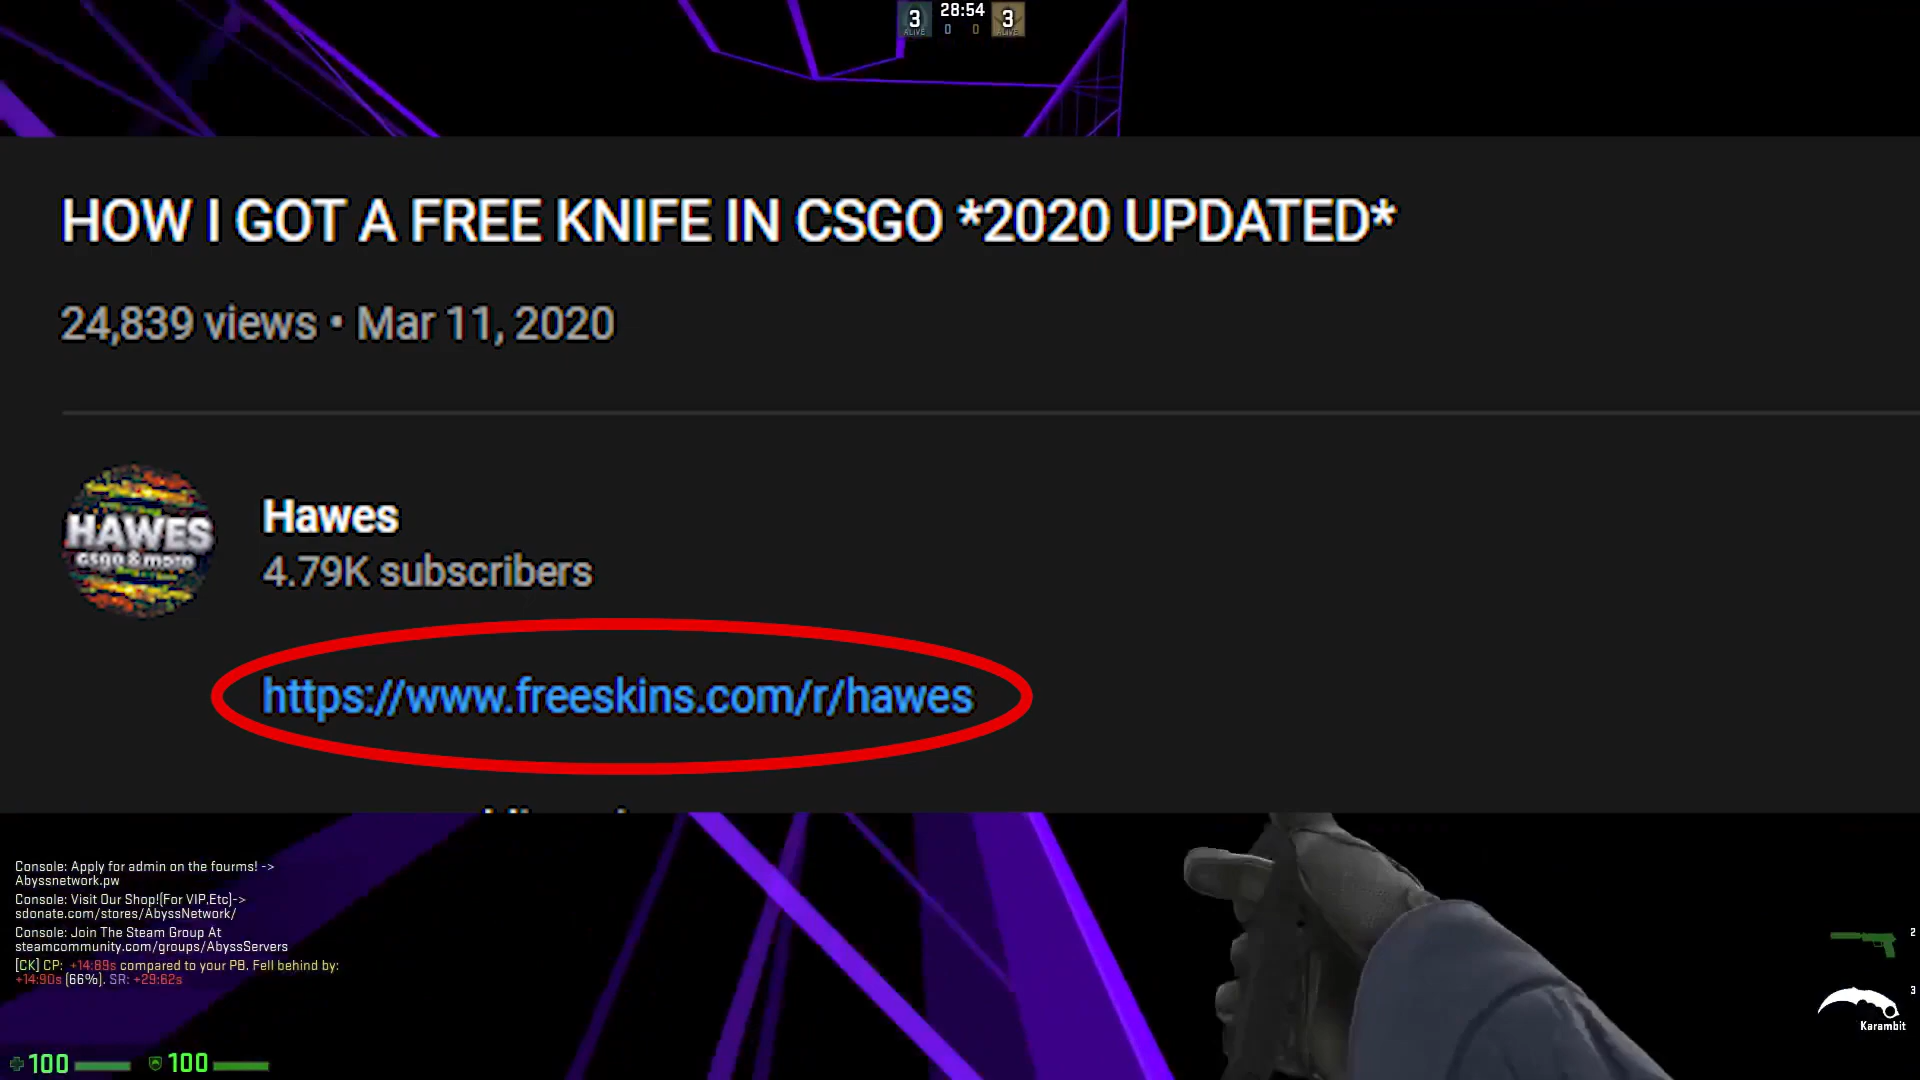 3 28:54 3
ALIVE 0 0 ALIVE
HOW I GOT A FREE KNIFE IN CSGO *2020 UPDATED*
24,839 views • Mar 11, 2020
HAWES
csgo & more
Hawes
4.79K subscribers
https://www.freeskins.com/r/hawes
Console: Apply for admin on the fourms! ->
Abyssnetwork.pw
Console: Visit Our Shop!(For VIP,Etc)->
sdonate.com/stores/AbyssNetwork/
Console: Join The Steam Group At
steamcommunity.com/groups/AbyssServers
[CK] CP: +14:89s compared to your PB. Fell behind by:
+14:90s (66%). SR: +29:62s
2
3
Karambit
100 100